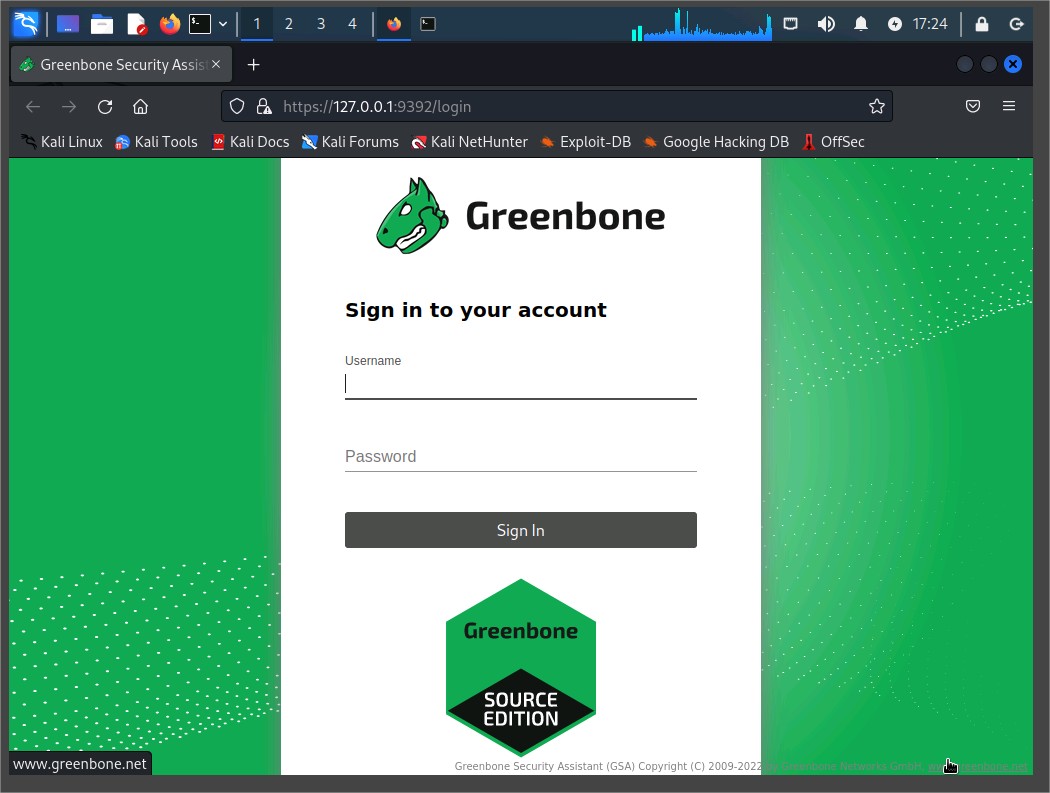 1 2 3 4 17:24
Greenbone Security Assist
https://127.0.0.1:9392/login
Kali Linux Kali Tools Kali Docs Kali Forums Kali NetHunter Exploit-DB Google Hacking DB OffSec
Greenbone
Sign in to your account
Username
Password
Sign In
Greenbone
SOURCE
EDITION
www.greenbone.net
Greenbone Security Assistant (GSA) Copyright (C) 2009-2022 by Greenbone Networks GmbH, www.greenbone.net